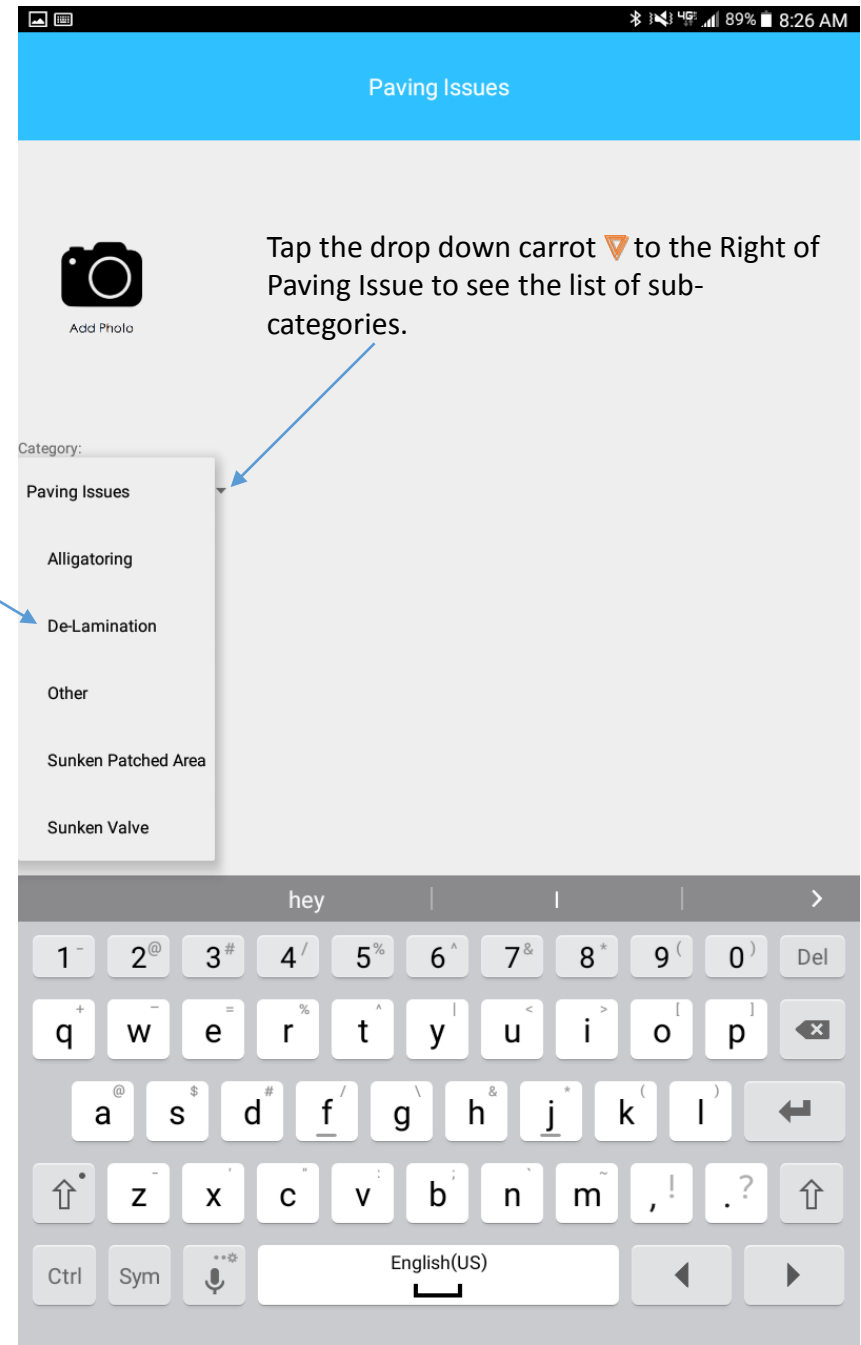 89% 8:26 AM
Paving Issues
Tap the drop down carrot to the Right of
Paving Issue to see the list of sub-
categories.
Add Photo
Category:
Paving Issues
Alligatoring
De-Lamination
Other
Sunken Patched Area
Sunken Valve
hey | I | >
1 - 2 @ 3 # 4 / 5 % 6 ^ 7 & 8 * 9 ( 0 ) Del
q + w — e = r % t ^ y | u < i > o [ p ]
a @ s $ d # f / g \ h & j * k ( l )
z - x ' c " v : b ; n ` m ~ , ! . ?
Ctrl Sym English(US)